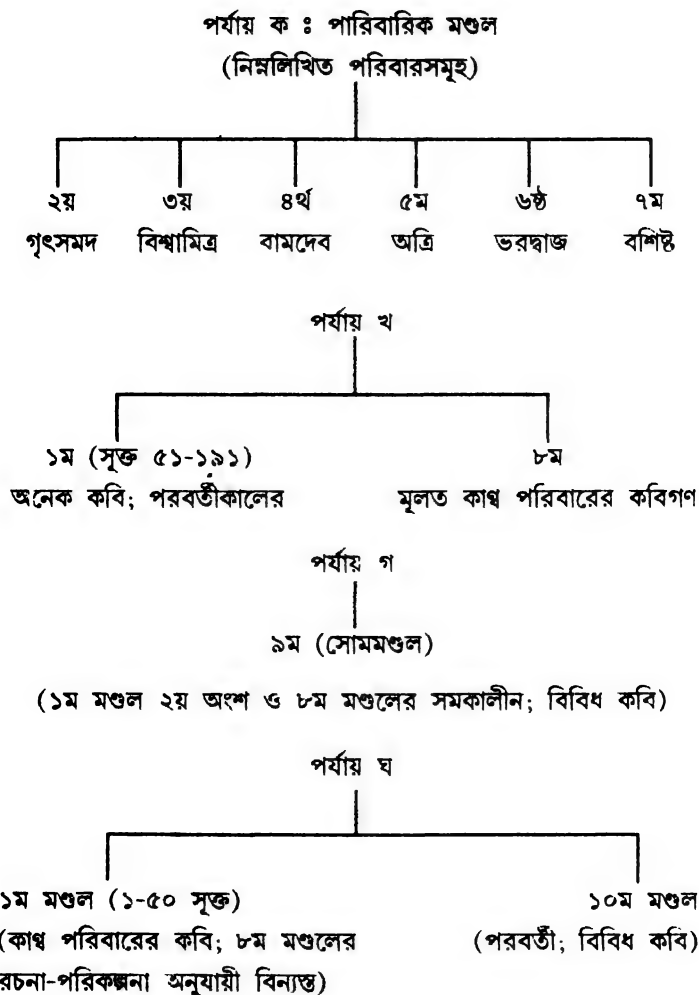 পর্যায় ক ঃ পারিবারিক মণ্ডল
(নিম্নলিখিত পরিবারসমূহ)
২য় ৩য় ৪র্থ ৫ম ৬ষ্ঠ ৭ম
গৃৎসমদ বিশ্বামিত্র বামদেব অত্রি ভরদ্বাজ বশিষ্ট
পর্যায় খ
১ম (সূক্ত ৫১-১৯১) ৮ম
অনেক কবি; পরবর্তীকালের মূলত কাণ্ব পরিবারের কবিগণ
পর্যায় গ
৯ম (সোমমণ্ডল)
(১ম মণ্ডল ২য় অংশ ও ৮ম মণ্ডলের সমকালীন; বিবিধ কবি)
পর্যায় ঘ
১ম মণ্ডল (১-৫০ সূক্ত) ১০ম মণ্ডল
(কাণ্ব পরিবারের কবি; ৮ম মণ্ডলের (পরবর্তী; বিবিধ কবি)
রচনা-পরিকল্পনা অনুযায়ী বিন্যস্ত)